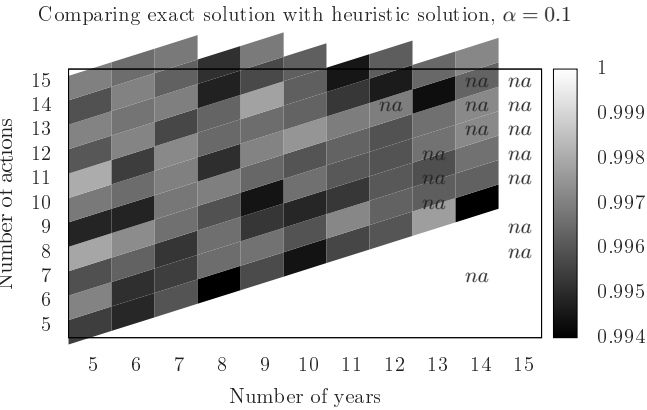 Comparing exact solution with heuristic solution, α = 0.1
Number of actions
15
14
13
12
11
10
9
8
7
6
5
na na
na na na
na na
na na
na na
na
na
na
na
5 6 7 8 9 10 11 12 13 14 15
Number of years
1
0.999
0.998
0.997
0.996
0.995
0.994